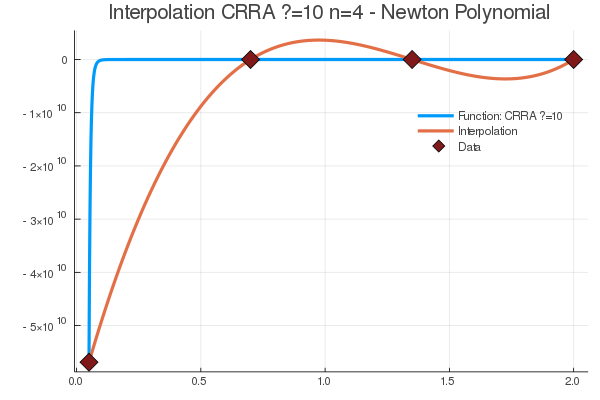 Interpolation CRRA ?=10 n=4 - Newton Polynomial
0
- 1×10 10
- 2×10 10
- 3×10 10
- 4×10 10
- 5×10 10
Function: CRRA ?=10
Interpolation
Data
0.0 0.5 1.0 1.5 2.0